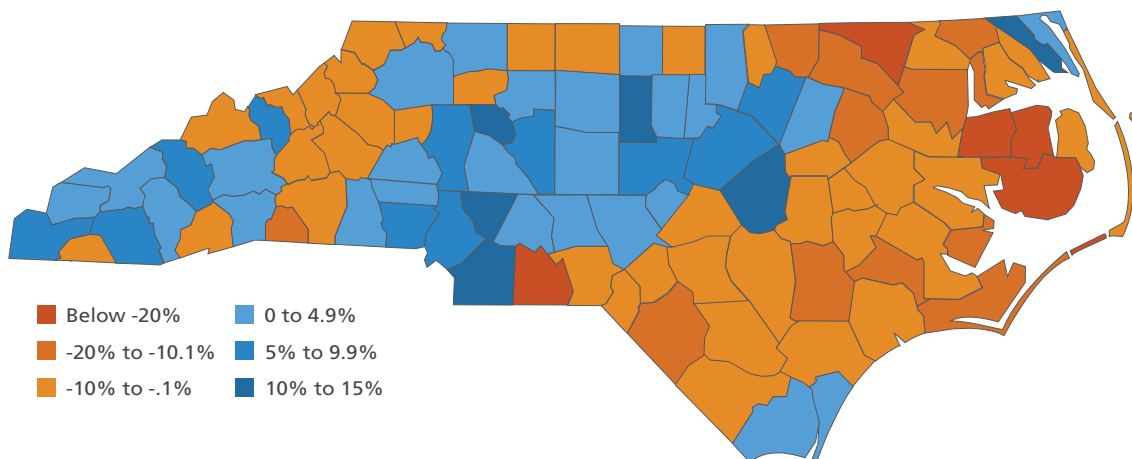 Below -20%
-20% to -10.1%
-10% to -.1%
0 to 4.9%
5% to 9.9%
10% to 15%